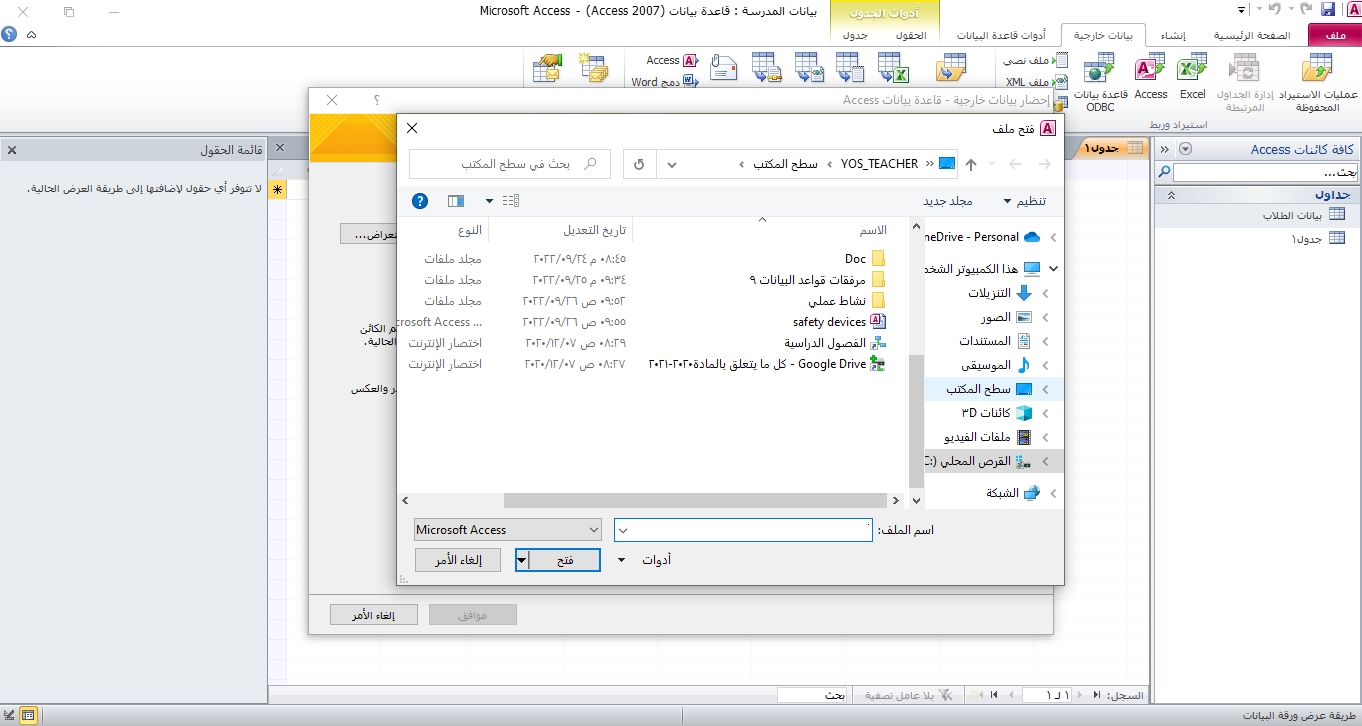 بيانات المدرسة : قاعدة بيانات (Access 2007) - Microsoft Access
أدوات الجدول
ملف
الصفحة الرئيسية
إنشاء
بيانات خارجية
أدوات قاعدة البيانات
الحقول
جدول
عمليات الاستيراد المحفوظة
إدارة الجداول المرتبطة
Excel
Access
قاعدة بيانات ODBC
ملف نصي
ملف XML
Access
دمج Word
استيراد وربط
إحضار بيانات خارجية - قاعدة بيانات Access
؟
كافة كائنات Access
بحث...
جداول
بيانات الطلاب
جدول١
جدول١
قائمة الحقول
لا تتوفر أي حقول لإضافتها إلى طريقة العرض الحالية.
فتح ملف
YOS_TEACHER
سطح المكتب
بحث في سطح المكتب
تنظيم
مجلد جديد
OneDrive - Personal
هذا الكمبيوتر الشخص
التنزيلات
الصور
المستندات
الموسيقى
سطح المكتب
كائنات 3D
ملفات الفيديو
القرص المحلي (:C
الشبكة
الاسم
تاريخ التعديل
النوع
Doc
٠٨:٤٥ م ٢٠٢٢/٠٩/٢٤
مجلد ملفات
مرفقات قواعد البيانات ٩
٠٩:٣٤ م ٢٠٢٢/٠٩/٢٥
مجلد ملفات
نشاط عملي
٠٩:٥٢ ص ٢٠٢٢/٠٩/٢٦
مجلد ملفات
safety devices
٠٩:٥٥ ص ٢٠٢٢/٠٩/٢٦
crosoft Access ...
الفصول الدراسية
٠٨:٢٩ ص ٢٠٢٠/١٢/٠٧
اختصار الإنترنت
Google Drive - كل ما يتعلق بالمادة٢٠٢٠-٢٠٢١
٠٨:٢٧ ص ٢٠٢٠/١٢/٠٧
اختصار الإنترنت
اسم الملف:
Microsoft Access
أدوات
فتح
إلغاء الأمر
موافق
إلغاء الأمر
الكائن
الحالية.
والعكس
السجل:
١ لـ ١
بلا عامل تصفية
بحث
طريقة عرض ورقة البيانات